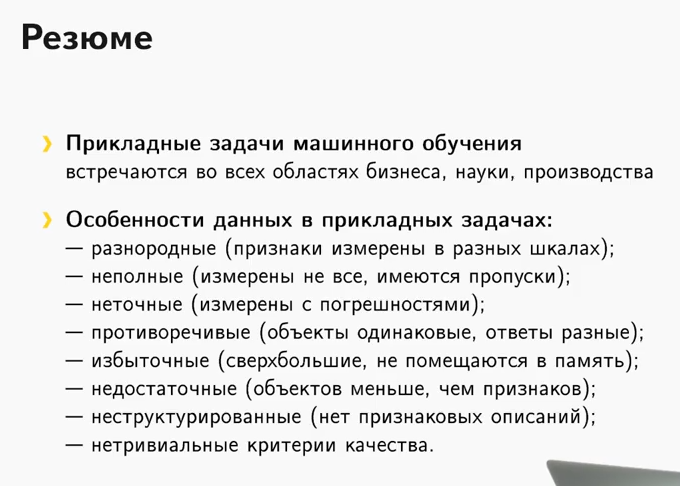 Резюме
Прикладные задачи машинного обучения
встречаются во всех областях бизнеса, науки, производства
Особенности данных в прикладных задачах:
— разнородные (признаки измерены в разных шкалах);
— неполные (измерены не все, имеются пропуски);
— неточные (измерены с погрешностями);
— противоречивые (объекты одинаковые, ответы разные);
— избыточные (сверхбольшие, не помещаются в память);
— недостаточные (объектов меньше, чем признаков);
— неструктурированные (нет признаковых описаний);
— нетривиальные критерии качества.